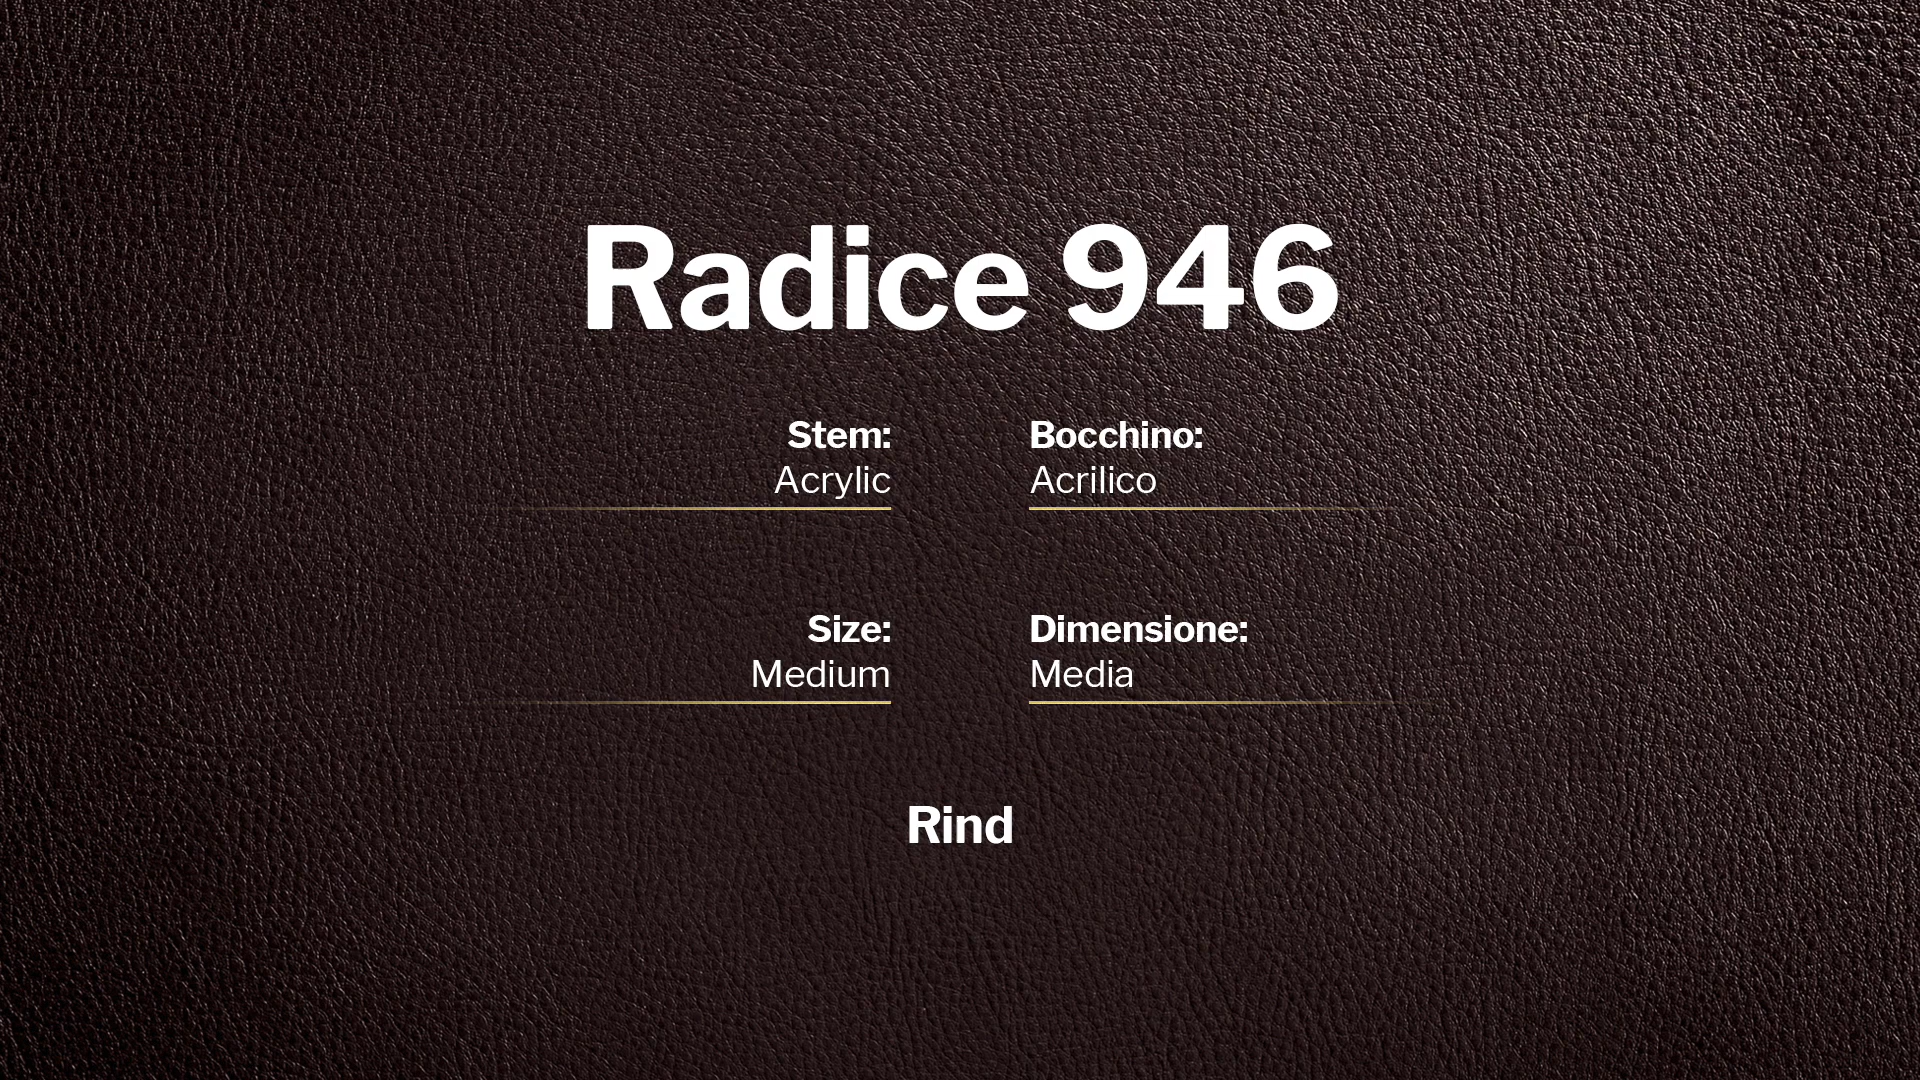 Radice 946
Stem:
Acrylic
Bocchino:
Acrilico
Size:
Medium
Dimensione:
Media
Rind